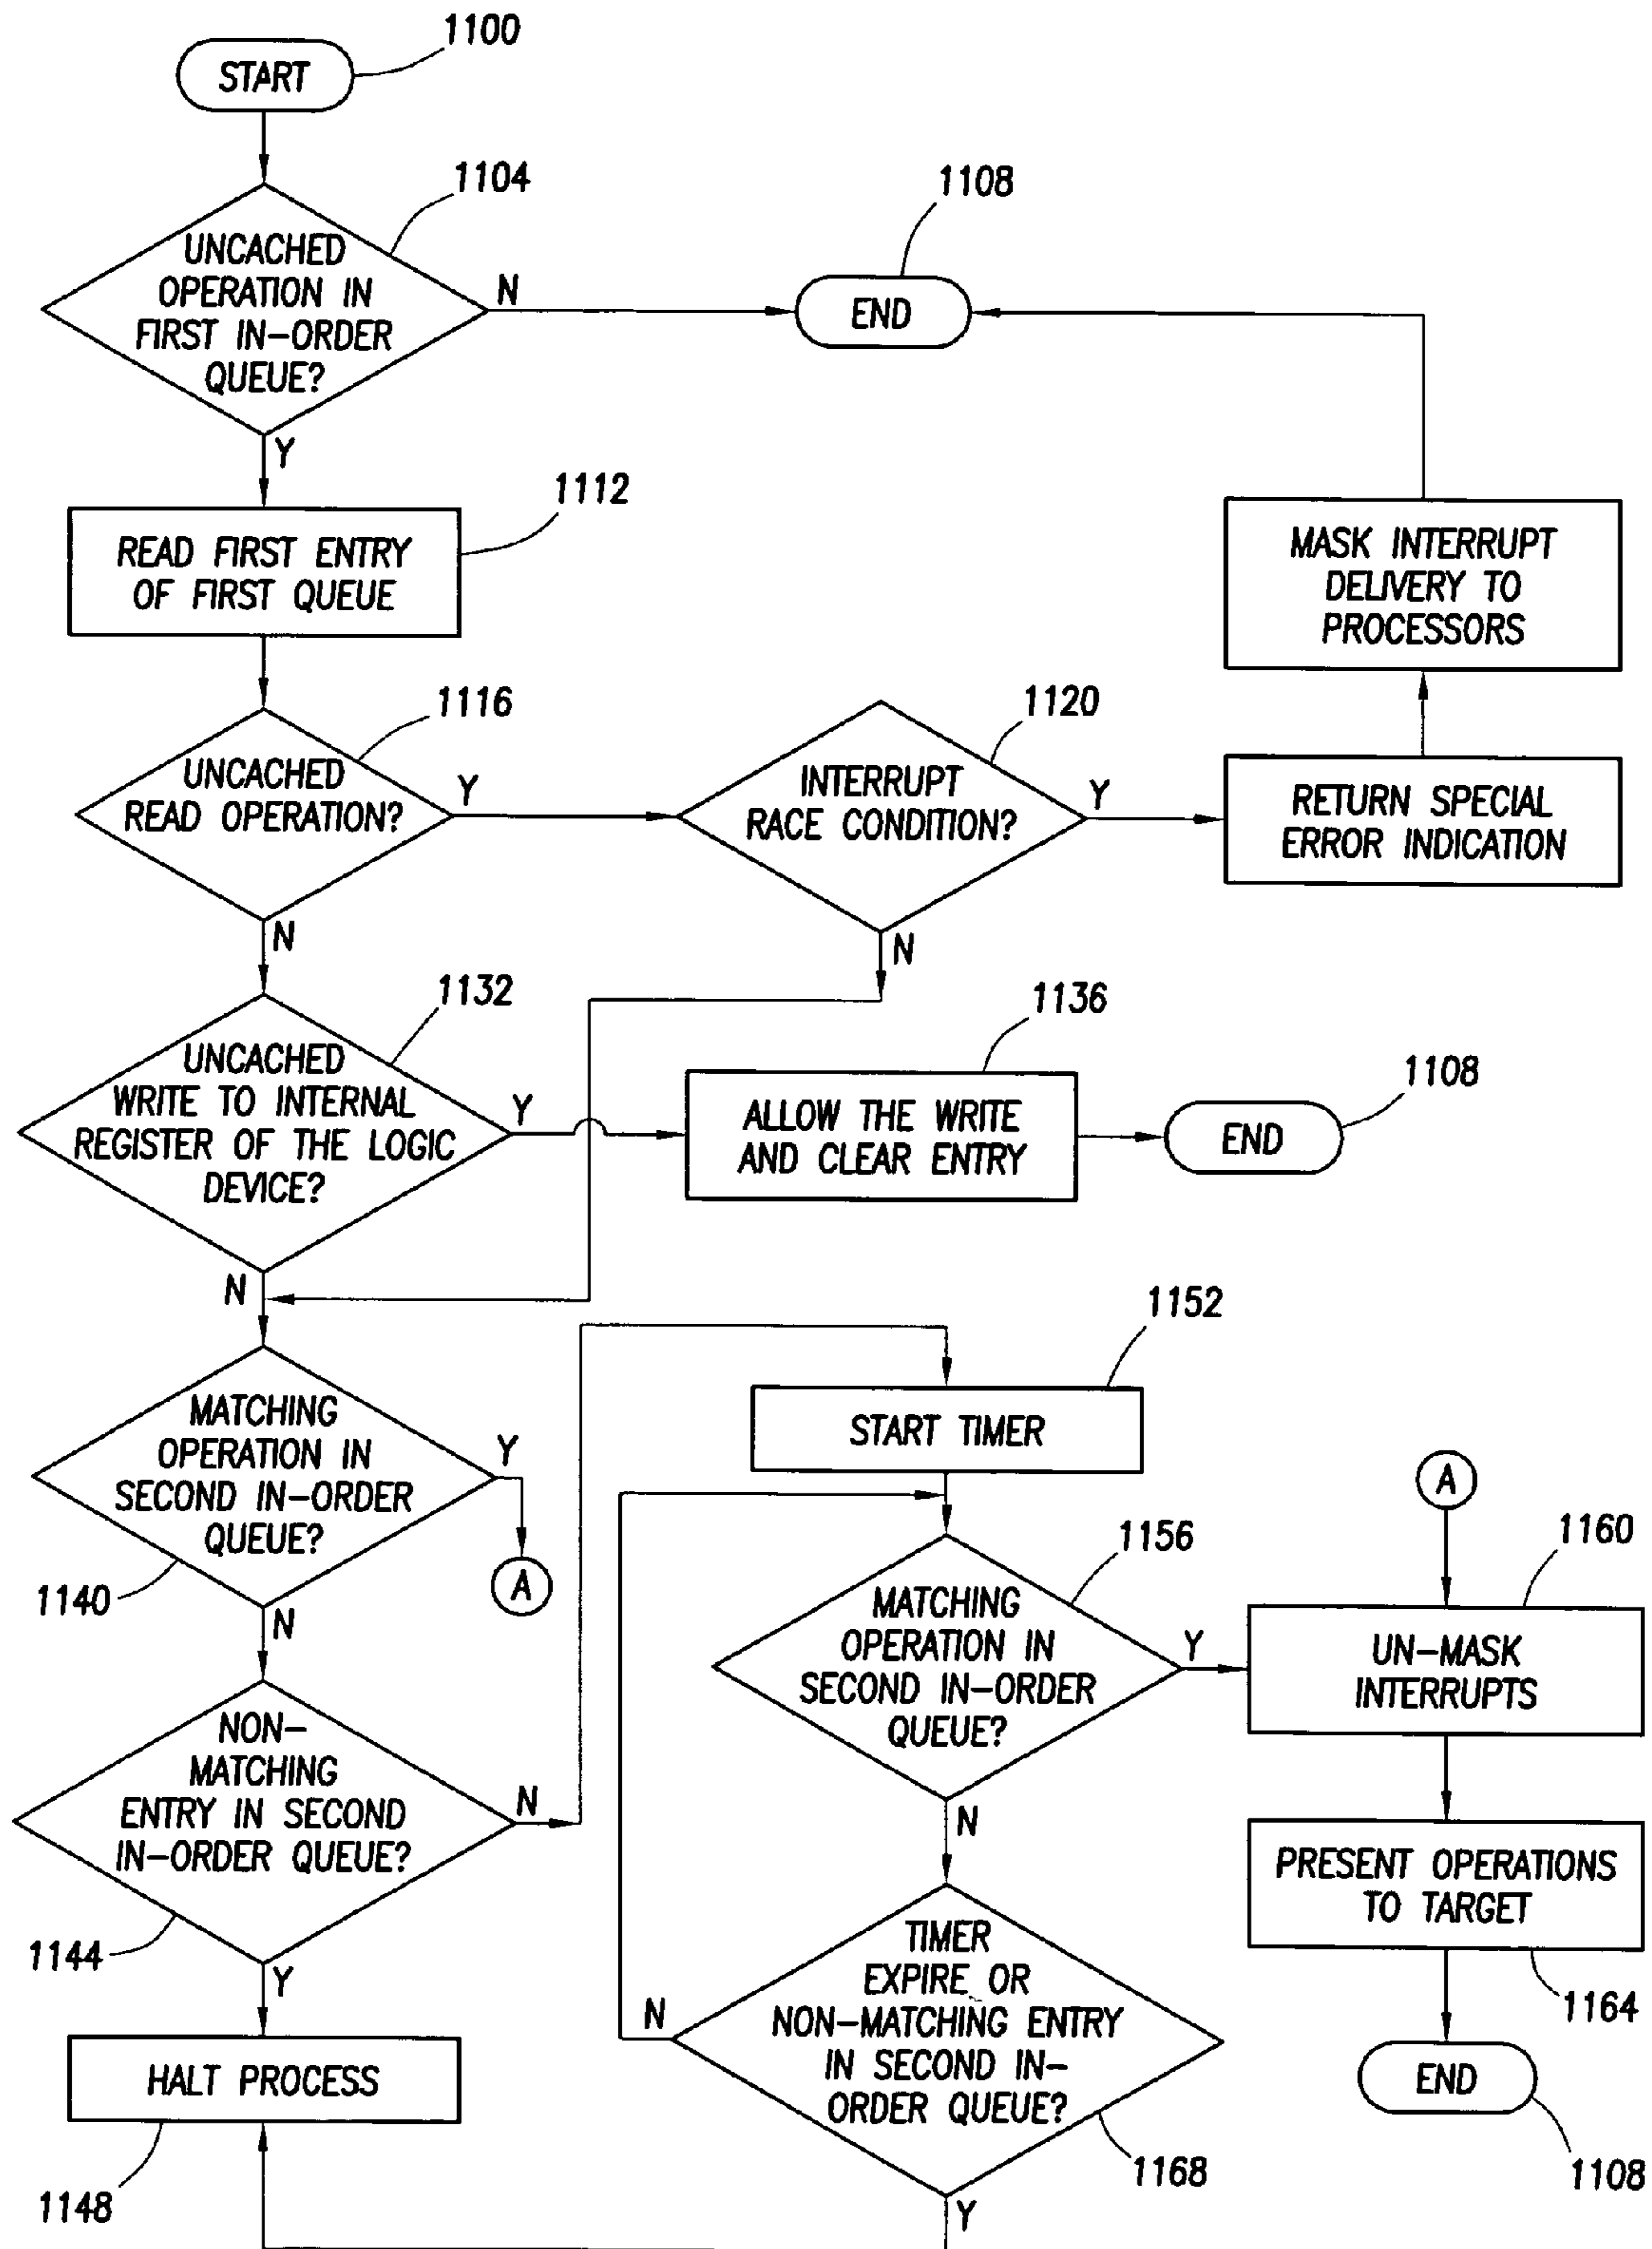 1100
START
1104
UNCACHED
OPERATION IN
FIRST IN-ORDER
QUEUE?
N
Y
1108
END
1112
READ FIRST ENTRY
OF FIRST QUEUE
MASK INTERRUPT
DELIVERY TO
PROCESSORS
1116
UNCACHED
READ OPERATION?
Y
N
1120
INTERRUPT
RACE CONDITION?
Y
N
RETURN SPECIAL
ERROR INDICATION
1132
UNCACHED
WRITE TO INTERNAL
REGISTER OF THE LOGIC
DEVICE?
Y
N
1136
ALLOW THE WRITE
AND CLEAR ENTRY
1108
END
MATCHING
OPERATION IN
SECOND IN-ORDER
QUEUE?
Y
A
1140
N
NON-
MATCHING
ENTRY IN SECOND
IN-ORDER QUEUE?
N
1144
Y
HALT PROCESS
1148
1152
START TIMER
1156
MATCHING
OPERATION IN
SECOND IN-ORDER
QUEUE?
Y
N
TIMER
EXPIRE OR
NON-MATCHING ENTRY
IN SECOND IN-
ORDER QUEUE?
N
1168
Y
A
1160
UN-MASK
INTERRUPTS
PRESENT OPERATIONS
TO TARGET
1164
END
1108